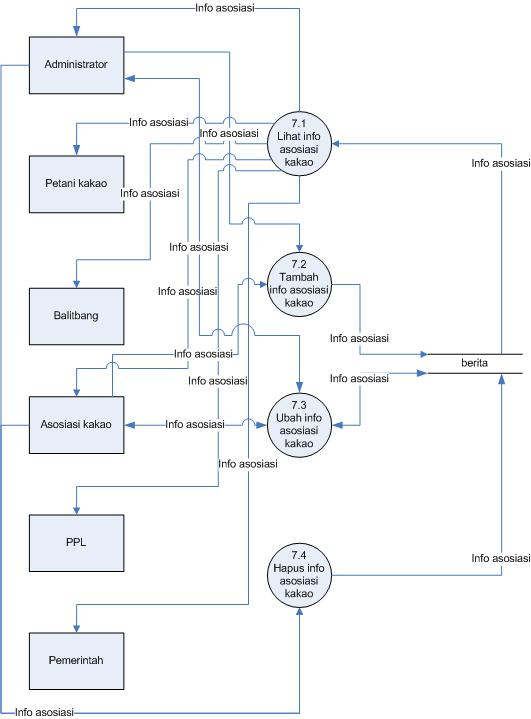 Info asosiasi
Administrator
7.1
Lihat info
asosiasi
kakao
Info asosiasi
Info asosiasi
Info asosiasi
Petani kakao
Info asosiasi
Info asosiasi
7.2
Tambah
info asosiasi
kakao
Info asosiasi
Balitbang
Info asosiasi
Info asosiasi
berita
Info asosiasi
Info asosiasi
7.3
Ubah info
asosiasi
kakao
Asosiasi kakao
Info asosiasi
Info asosiasi
PPL
7.4
Hapus info
asosiasi
kakao
Info asosiasi
Pemerintah
Info asosiasi